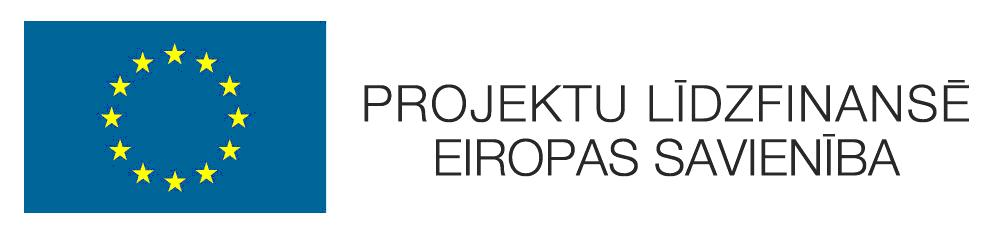 PROJEKTU LĪDZFINANSĒ
EIROPAS SAVIENĪBA